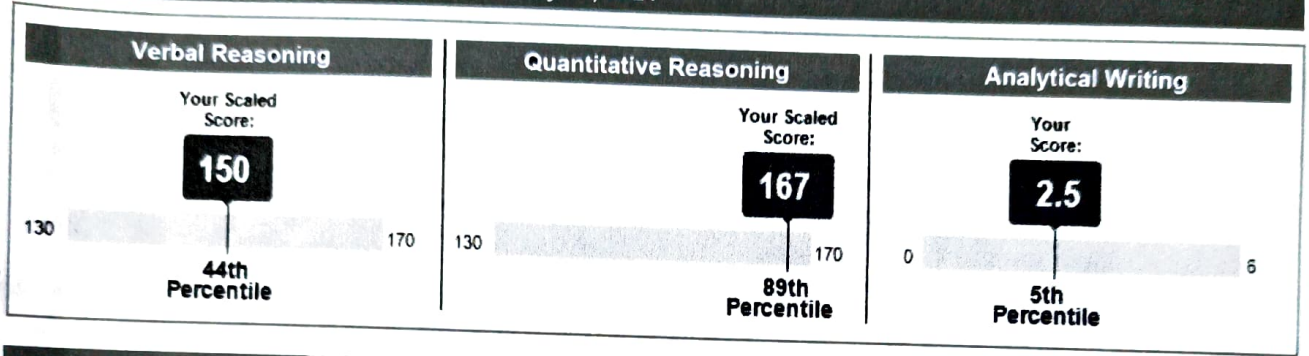 Verbal Reasoning
Your Scaled
Score:
150
130
170
44th
Percentile
Quantitative Reasoning
Your Scaled
Score:
167
130
170
89th
Percentile
Analytical Writing
Your
Score:
2.5
0
6
5th
Percentile